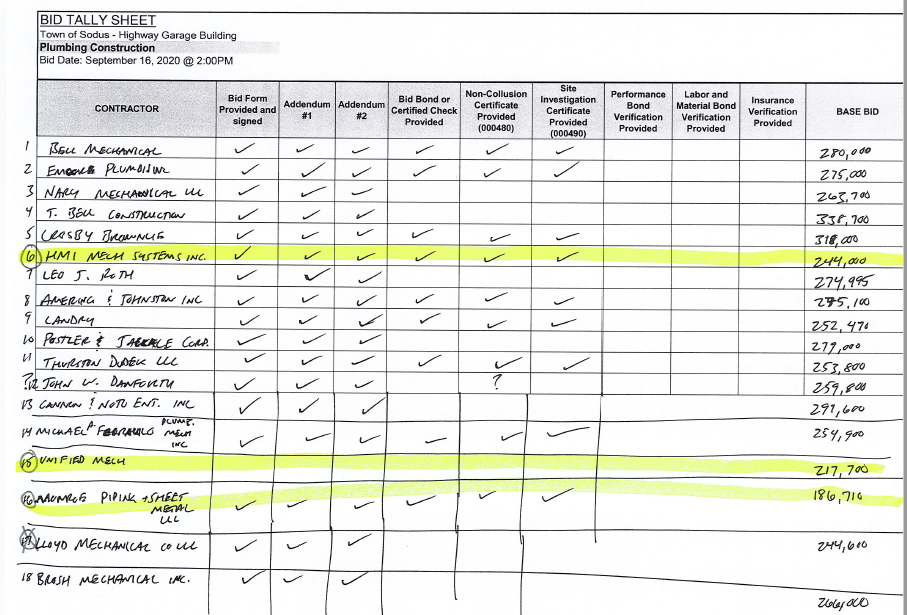 BID TALLY SHEET
Town of Sodus - Highway Garage Building
Plumbing Construction
Bid Date: September 16, 2020 @ 2:00PM
CONTRACTOR Bid Form Provided and signed Addendum #1 Addendum #2 Bid Bond or Certified Check Provided Non-Collusion Certificate Provided (000480) Site Investigation Certificate Provided (000490) Performance Bond Verification Provided Labor and Material Bond Verification Provided Insurance Verification Provided BASE BID
1 BELL MECHANICAL ✓ ✓ ✓ ✓ ✓ ✓ 280,000
2 PLUMBING ✓ ✓ ✓ ✓ ✓ ✓ 275,000
3 NARY MECHANICAL LLC ✓ ✓ ✓ 263,700
4 T. BELL CONSTRUCTION ✓ ✓ ✓ 338,700
5 CROSBY BROWNLIE ✓ ✓ ✓ ✓ ✓ ✓ 318,000
6 HMI MECH SYSTEMS INC. ✓ ✓ ✓ ✓ ✓ ✓ 244,000
7 LEO J. ROTH ✓ ✓ ✓ 274,995
8 AMERING & JOHNSTON INC ✓ ✓ ✓ ✓ ✓ ✓ 275,100
9 LANDRY ✓ ✓ ✓ ✓ ✓ ✓ 252,470
10 POSTLER & JAECKLE CORP. ✓ ✓ ✓ 279,000
11 THURSTON DUDEK LLC ✓ ✓ ✓ ✓ ✓ ✓ 253,800
?12 JOHN W. DANFORTH ✓ ✓ ✓ ? 259,800
13 CANNON & NOTO ENT. INC ✓ ✓ ✓ 291,600
14 MICHAEL A PLUMB. MECH INC ✓ ✓ ✓ ✓ ✓ ✓ 254,900
15 UNIFIED MECH 217,700
16 PIPING + SHEET METAL LLC ✓ ✓ ✓ ✓ ✓ ✓ 186,710
17 LLOYD MECHANICAL CO LLC ✓ ✓ ✓ 244,600
18 BROSH MECHANICAL INC. ✓ ✓ ✓ 266,000